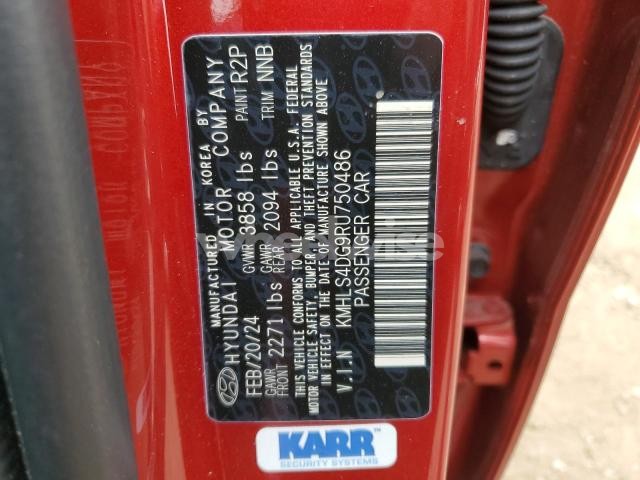 MANUFACTURED IN KOREA BY
HYUNDAI MOTOR COMPANY
FEB/20/24 GVWR 3858 lbs PAINT R2P
GAWR FRONT 2271 lbs GAWR REAR 2094 lbs TRIM NNB
THIS VEHICLE CONFORMS TO ALL APPLICABLE U.S.A. FEDERAL
MOTOR VEHICLE SAFETY, BUMPER, AND THEFT PREVENTION STANDARDS
IN EFFECT ON THE DATE OF MANUFACTURE SHOWN ABOVE
V.I.N KMHLS4DG9RU750486
PASSENGER CAR
KARR
SECURITY SYSTEMS